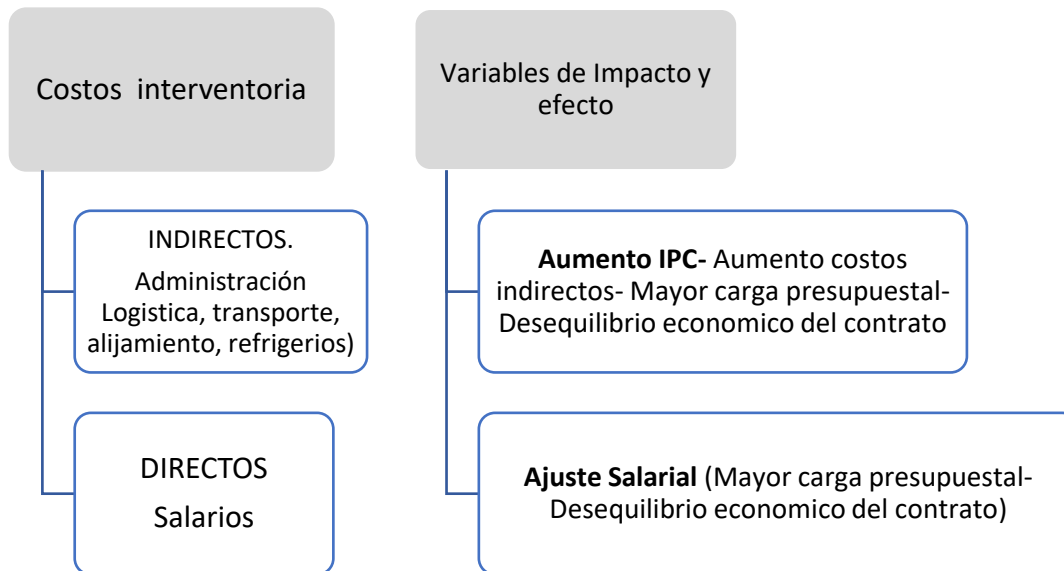 Costos  interventoria
INDIRECTOS.
Administración
Logistica, transporte,
alijamiento, refrigerios)
DIRECTOS
Salarios
Variables de Impacto y
efecto
Aumento IPC- Aumento costos
indirectos- Mayor carga presupuestal-
Desequilibrio economico del contrato
Ajuste Salarial (Mayor carga presupuestal-
Desequilibrio economico del contrato)